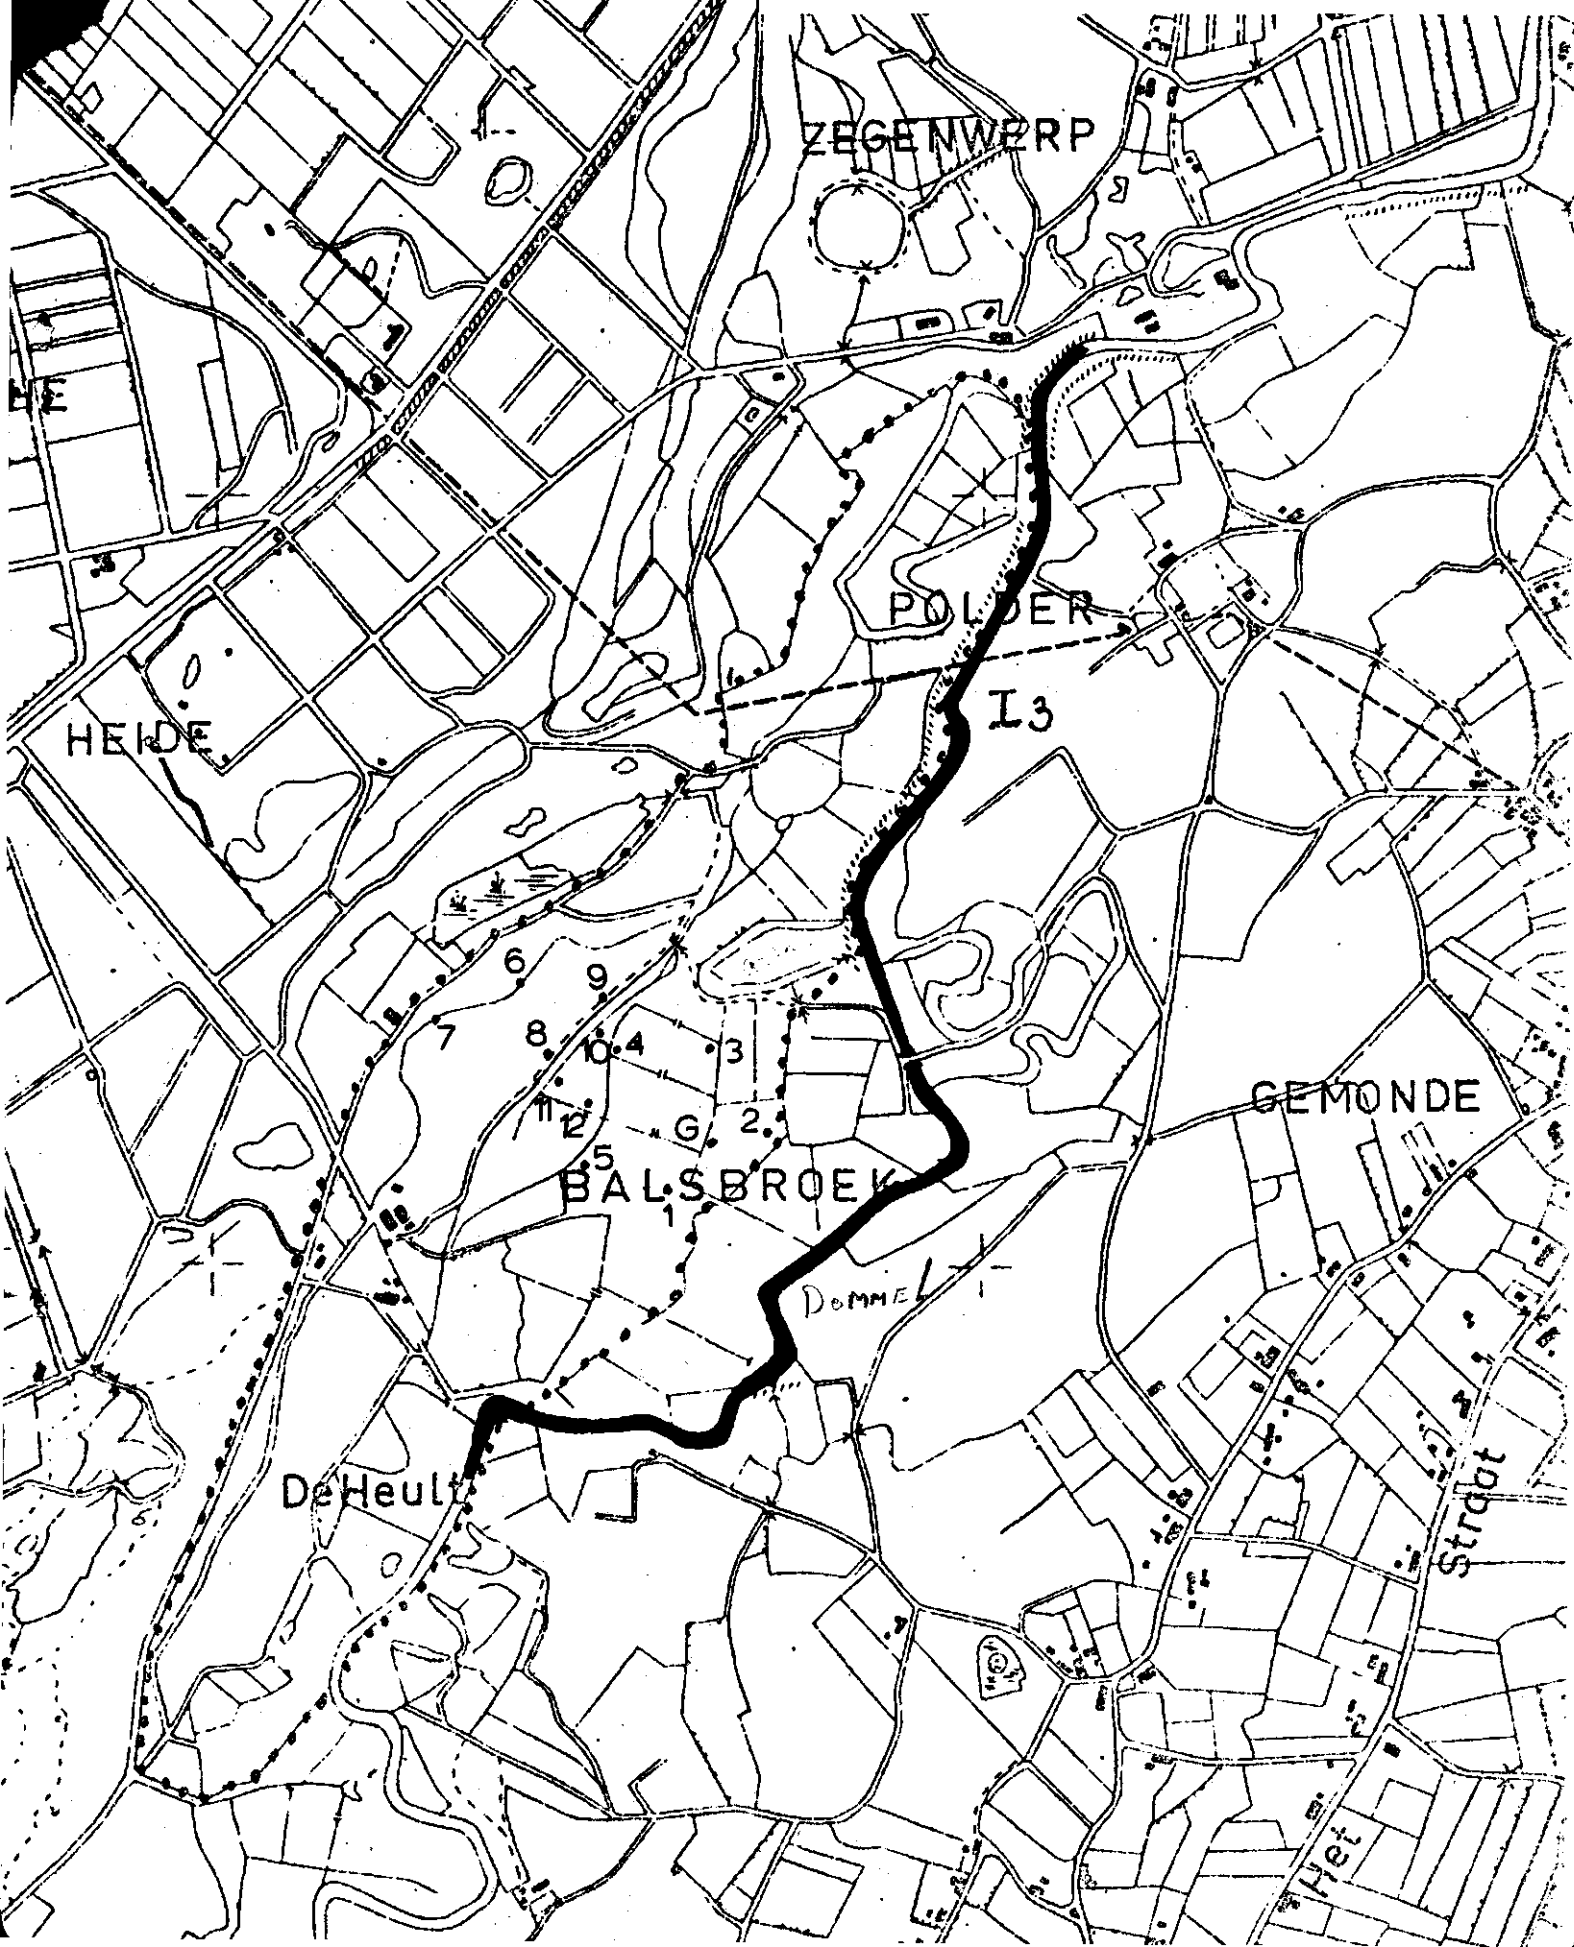 ZEGENWERP
POLDER
I3
HEIDE
6
9
7
8
10
4
3
GEMONDE
11
12
G
2
5
BALSBROEK
1
DOMMEL
DeHeult
Het Straat